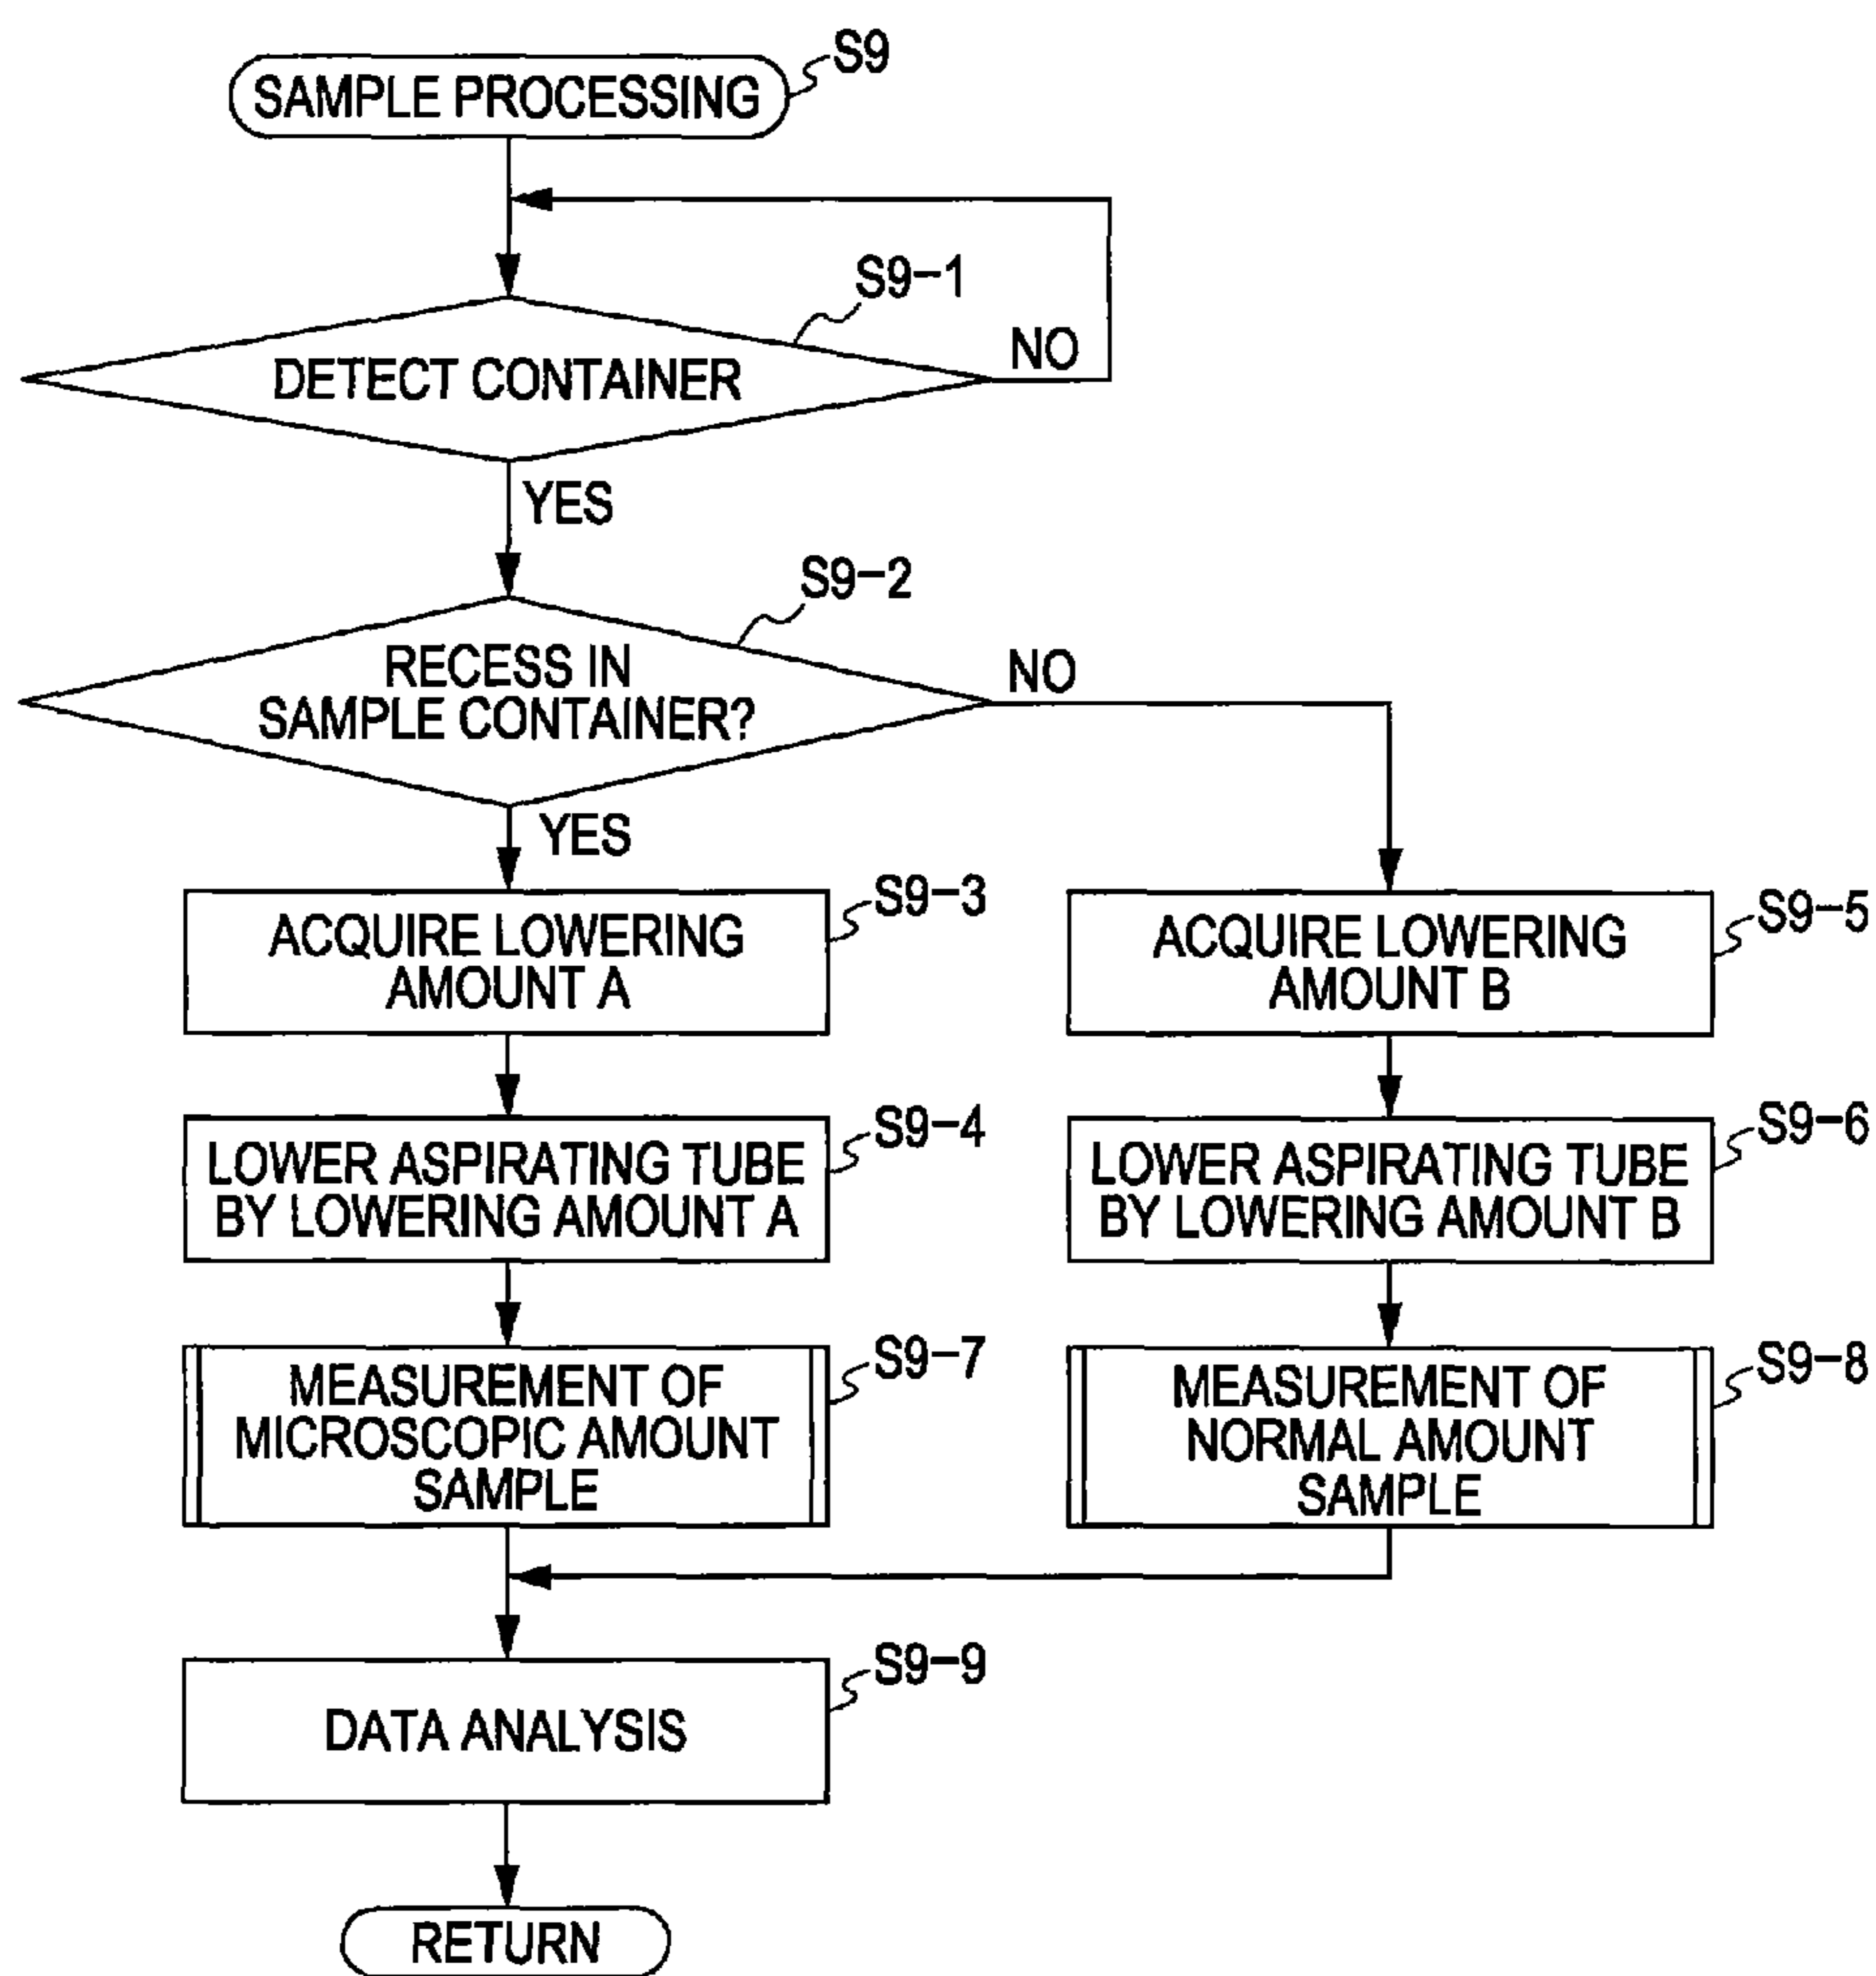 S9
SAMPLE PROCESSING
S9-1
DETECT CONTAINER
NO
YES
S9-2
RECESS IN
SAMPLE CONTAINER?
NO
YES
S9-3
ACQUIRE LOWERING
AMOUNT A
S9-5
ACQUIRE LOWERING
AMOUNT B
S9-4
LOWER ASPIRATING TUBE
BY LOWERING AMOUNT A
S9-6
LOWER ASPIRATING TUBE
BY LOWERING AMOUNT B
S9-7
MEASUREMENT OF
MICROSCOPIC AMOUNT
SAMPLE
S9-8
MEASUREMENT OF
NORMAL AMOUNT
SAMPLE
S9-9
DATA ANALYSIS
RETURN